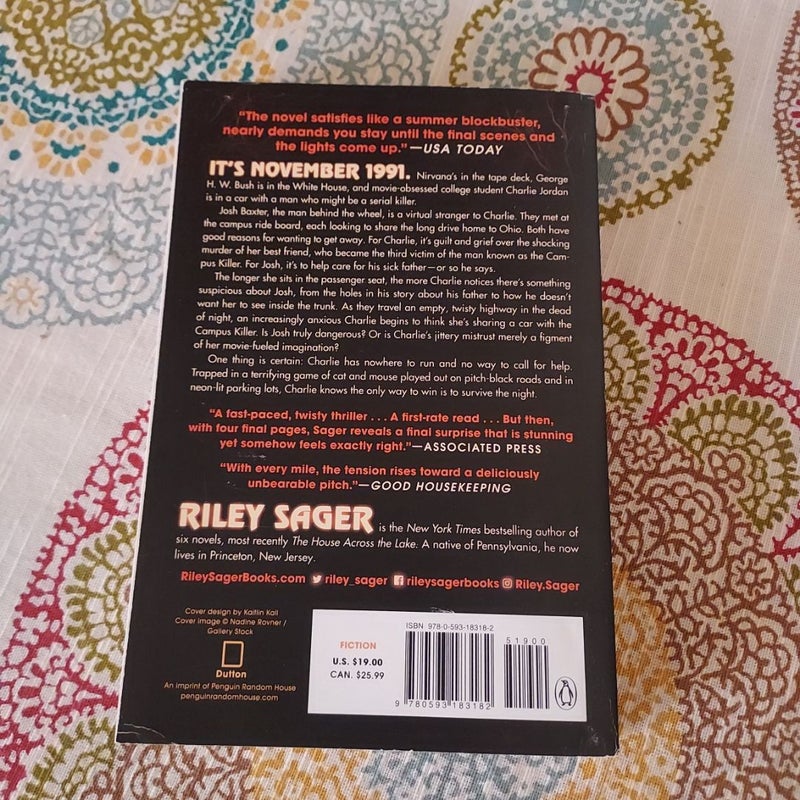 "The novel satisfies like a summer blockbuster,
nearly demands you stay until the final scenes and
the lights come up."—USA TODAY
IT'S NOVEMBER 1991. Nirvana's in the tape deck, George
H. W. Bush is in the White House, and movie-obsessed college student Charlie Jordan
is in a car with a man who might be a serial killer.
Josh Baxter, the man behind the wheel, is a virtual stranger to Charlie. They met at
the campus ride board, each looking to share the long drive home to Ohio. Both have
good reasons for wanting to get away. For Charlie, it's guilt and grief over the shocking
murder of her best friend, who became the third victim of the man known as the Cam-
pus Killer. For Josh, it's to help care for his sick father—or so he says.
The longer she sits in the passenger seat, the more Charlie notices there's something
suspicious about Josh, from the holes in his story about his father to how he doesn't
want her to see inside the trunk. As they travel an empty, twisty highway in the dead
of night, an increasingly anxious Charlie begins to think she's sharing a car with the
Campus Killer. Is Josh truly dangerous? Or is Charlie's jittery mistrust merely a figment
of her movie-fueled imagination?
One thing is certain: Charlie has nowhere to run and no way to call for help.
Trapped in a terrifying game of cat and mouse played out on pitch-black roads and in
neon-lit parking lots, Charlie knows the only way to win is to survive the night.
"A fast-paced, twisty thriller . . . A first-rate read . . . But then,
with four final pages, Sager reveals a final surprise that is stunning
yet somehow feels exactly right."—ASSOCIATED PRESS
"With every mile, the tension rises toward a deliciously
unbearable pitch."—GOOD HOUSEKEEPING
RILEY SAGER is the New York Times bestselling author of
six novels, most recently The House Across the Lake. A native of Pennsylvania, he now
lives in Princeton, New Jersey.
RileySagerBooks.com riley_sager rileysagerbooks Riley.Sager
Cover design by Kaitlin Kall
Cover image © Nadine Rovner /
Gallery Stock
Dutton
An imprint of Penguin Random House
penguinrandomhouse.com
FICTION
U.S. $19.00
CAN. $25.99
ISBN 978-0-593-18318-2
51900
9 780593 183182